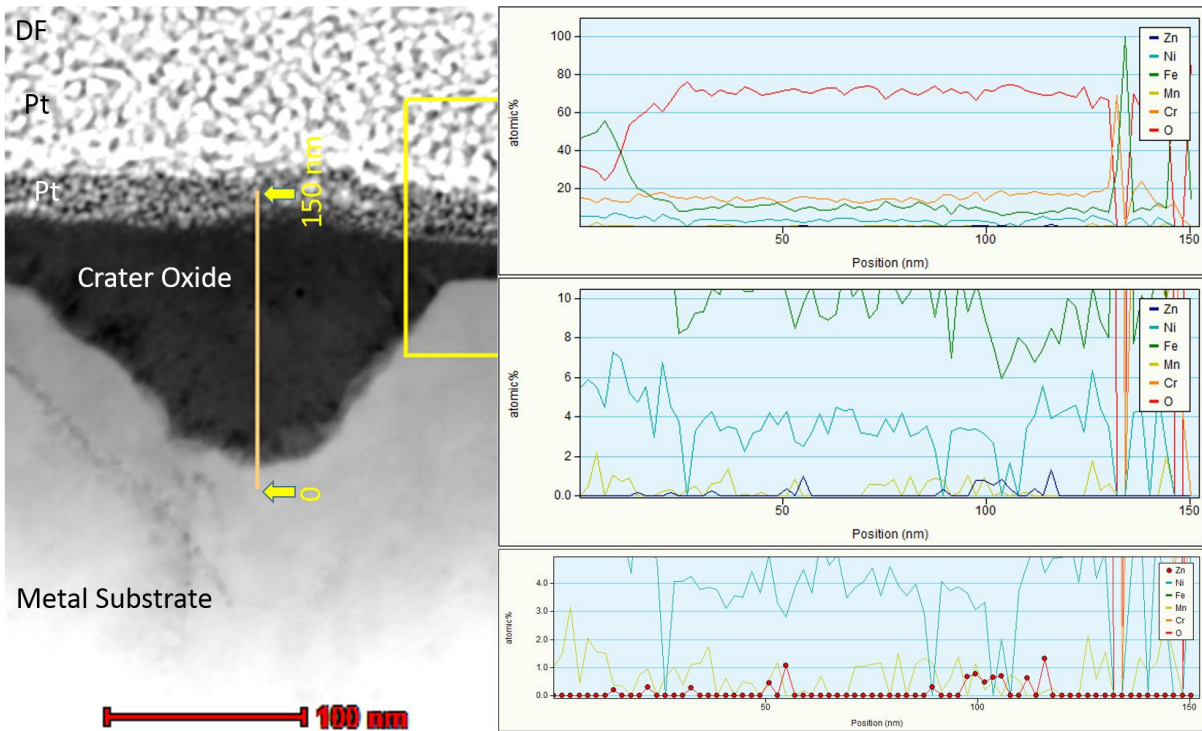 DF
Pt
Pt
150 nm
Crater Oxide
0
Metal Substrate
100 nm
atomic%
100
80
60
40
20
50
100
150
Position (nm)
Zn
Ni
Fe
Mn
Cr
O
atomic%
10
8
6
4
2
0.0
50
100
150
Position (nm)
Zn
Ni
Fe
Mn
Cr
O
atomic%
4.0
3.0
2.0
1.0
0.0
50
100
150
Position (nm)
Zn
Ni
Fe
Mn
Cr
O